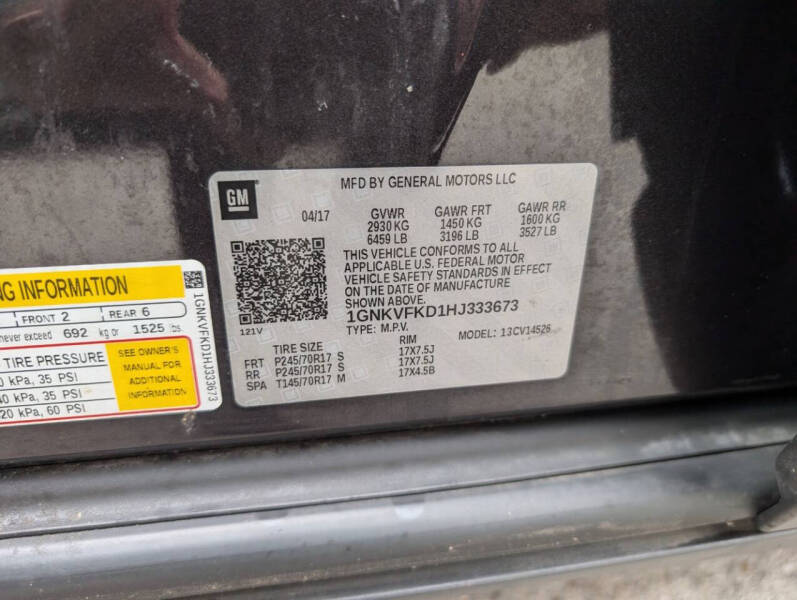 GM
MFD BY GENERAL MOTORS LLC
04/17 GVWR GAWR FRT GAWR RR
2930 KG 1450 KG 1600 KG
6459 LB 3196 LB 3527 LB
THIS VEHICLE CONFORMS TO ALL
APPLICABLE U.S. FEDERAL MOTOR
VEHICLE SAFETY STANDARDS IN EFFECT
ON THE DATE OF MANUFACTURE
SHOWN ABOVE.
121V
1GNKVFKD1HJ333673
TYPE: M.P.V. MODEL: 13CV14526
TIRE SIZE RIM
FRT P245/70R17 S 17X7.5J
RR P245/70R17 S 17X7.5J
SPA T145/70R17 M 17X4.5B
NG INFORMATION
FRONT 2 REAR 6
never exceed 692 kg or 1525 lbs.
TIRE PRESSURE
0 kPa, 35 PSI
40 kPa, 35 PSI
20 kPa, 60 PSI
SEE OWNER'S
MANUAL FOR
ADDITIONAL
INFORMATION
1GNKVFKD1HJ333673